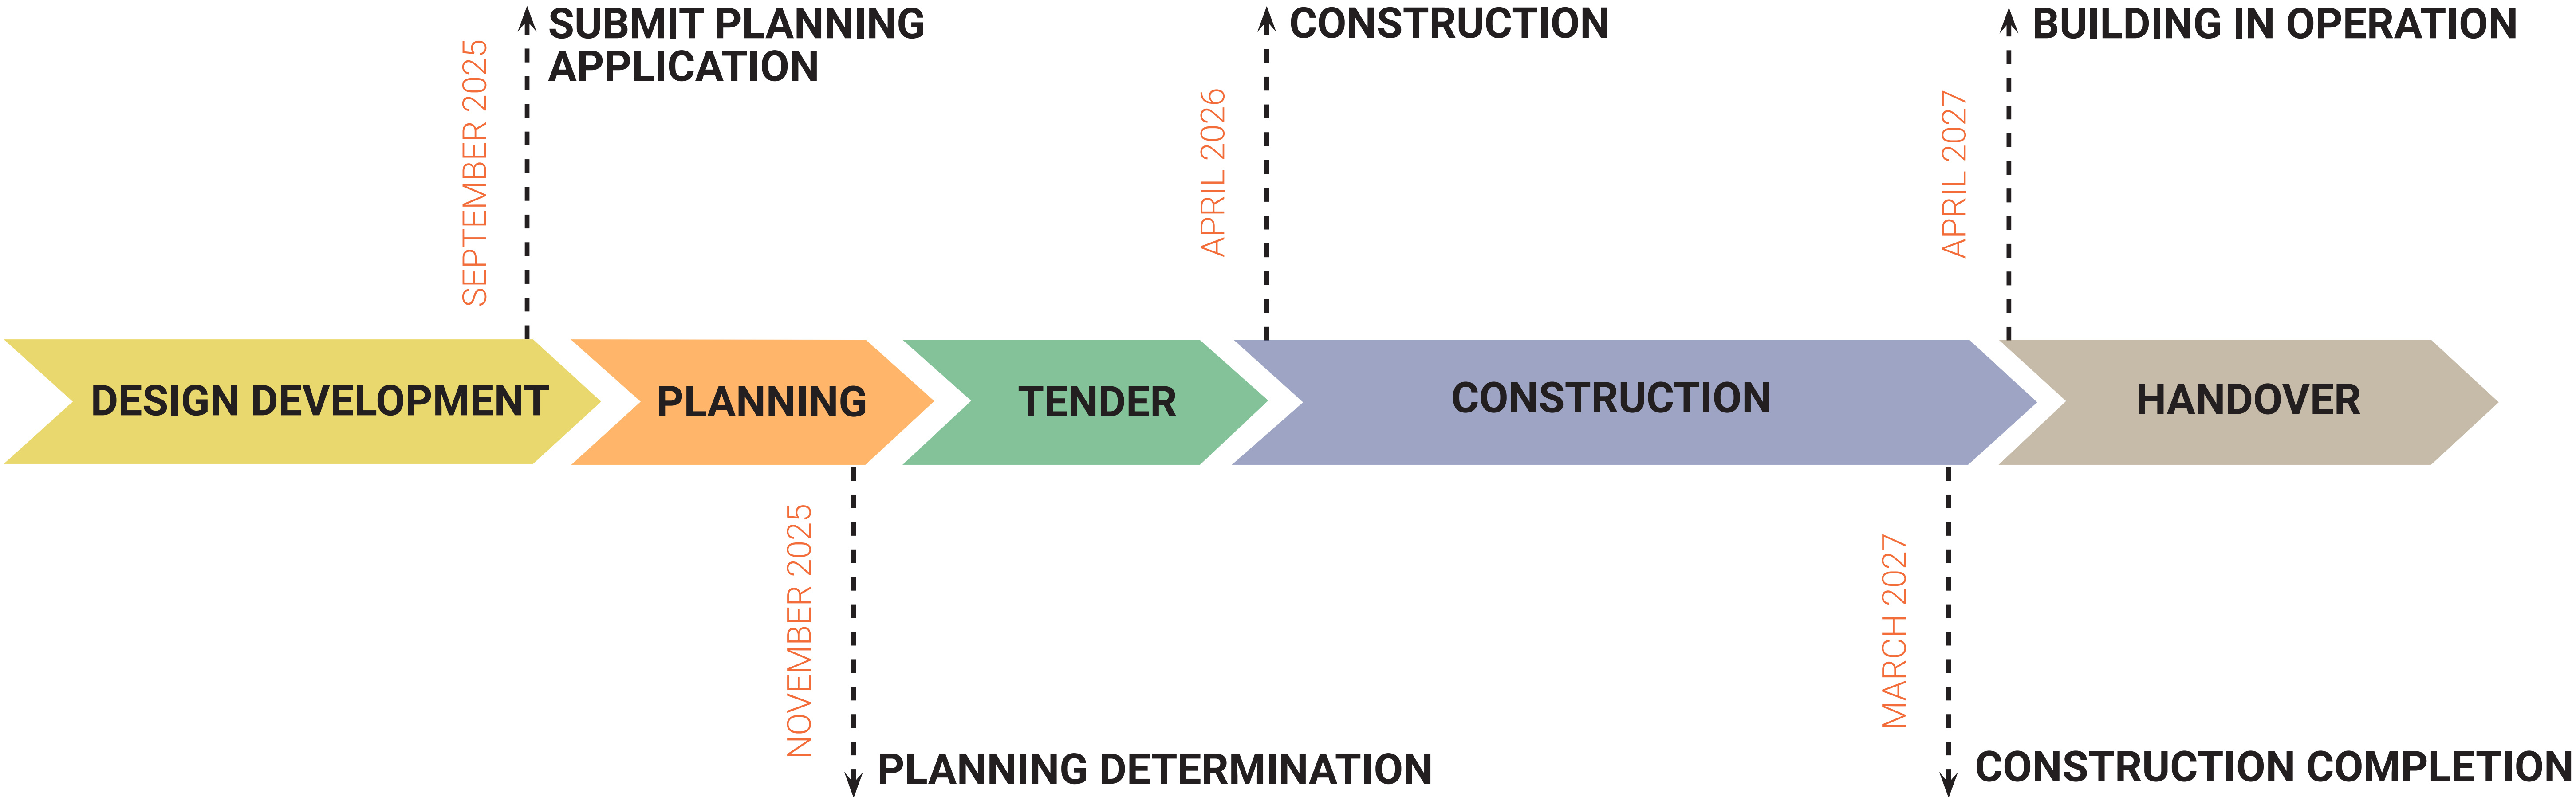 SUBMIT PLANNING
APPLICATION
CONSTRUCTION
BUILDING IN OPERATION
SEPTEMBER 2025
APRIL 2026
APRIL 2027
DESIGN DEVELOPMENT
PLANNING
TENDER
CONSTRUCTION
HANDOVER
NOVEMBER 2025
MARCH 2027
PLANNING DETERMINATION
CONSTRUCTION COMPLETION